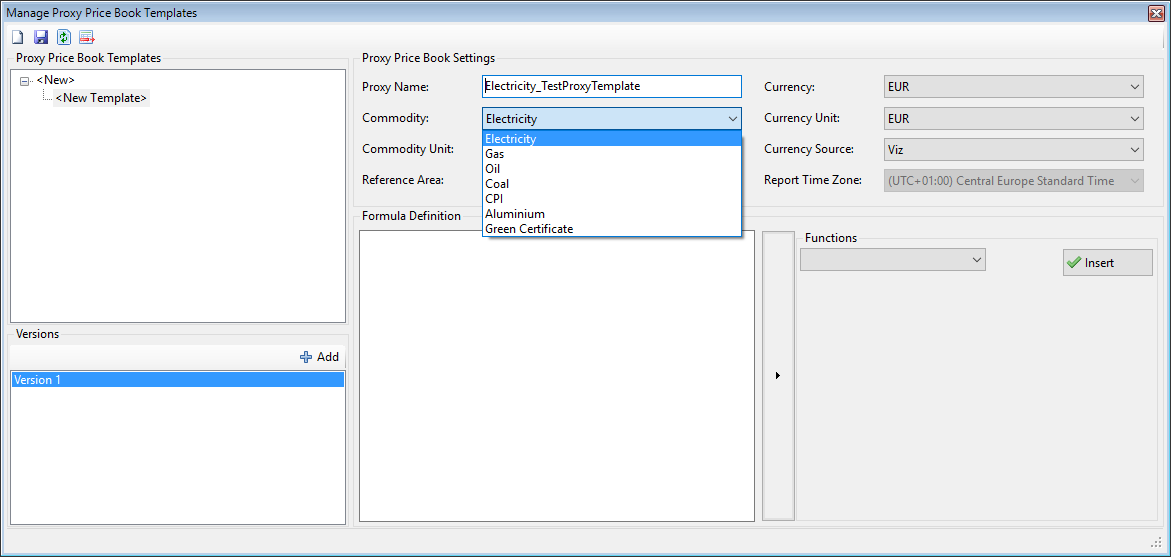 Manage Proxy Price Book Templates
Proxy Price Book Templates
<New>
<New Template>
Versions
Add
Version 1
Proxy Price Book Settings
Proxy Name:
Electricity_TestProxyTemplate
Commodity:
Electricity
Electricity
Gas
Oil
Coal
CPI
Aluminium
Green Certificate
Commodity Unit:
Reference Area:
Currency:
EUR
Currency Unit:
EUR
Currency Source:
Viz
Report Time Zone:
(UTC+01:00) Central Europe Standard Time
Formula Definition
Functions
Insert